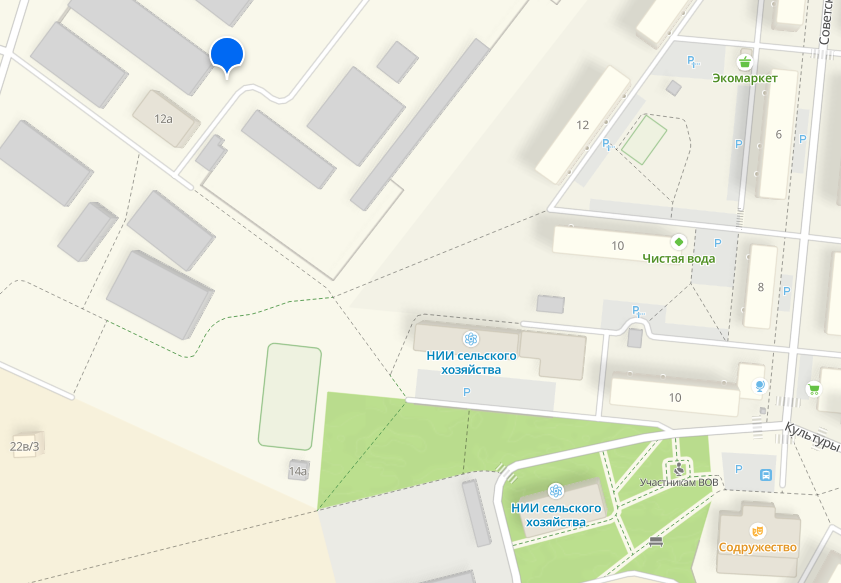 Советск
Экомаркет
12а
12
6
10
Чистая вода
8
НИИ сельского
хозяйства
10
Культуры
22в/3
14а
Участникам ВОВ
НИИ сельского
хозяйства
Содружество
P
P
P
P
P
P
P
P
P